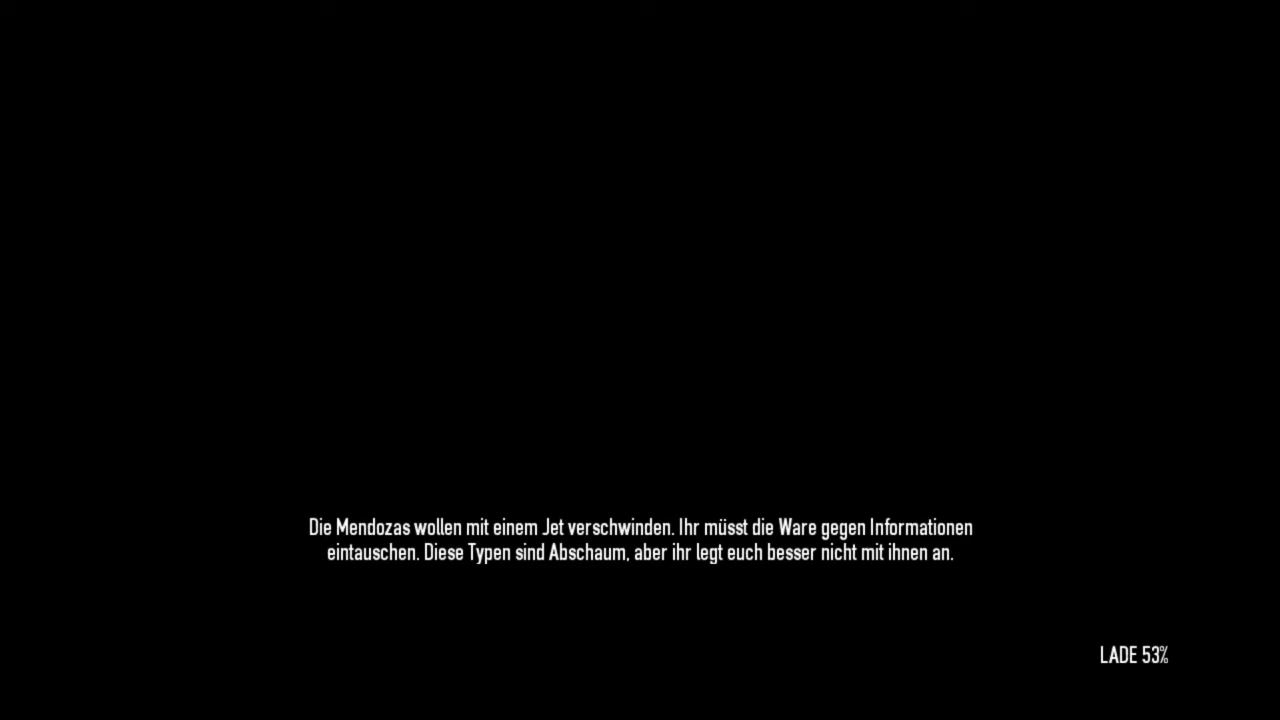 Die Mendozas wollen mit einem Jet verschwinden. Ihr müsst die Ware gegen Informationen
eintauschen. Diese Typen sind Abschaum, aber ihr legt euch besser nicht mit ihnen an.
LADE 53%